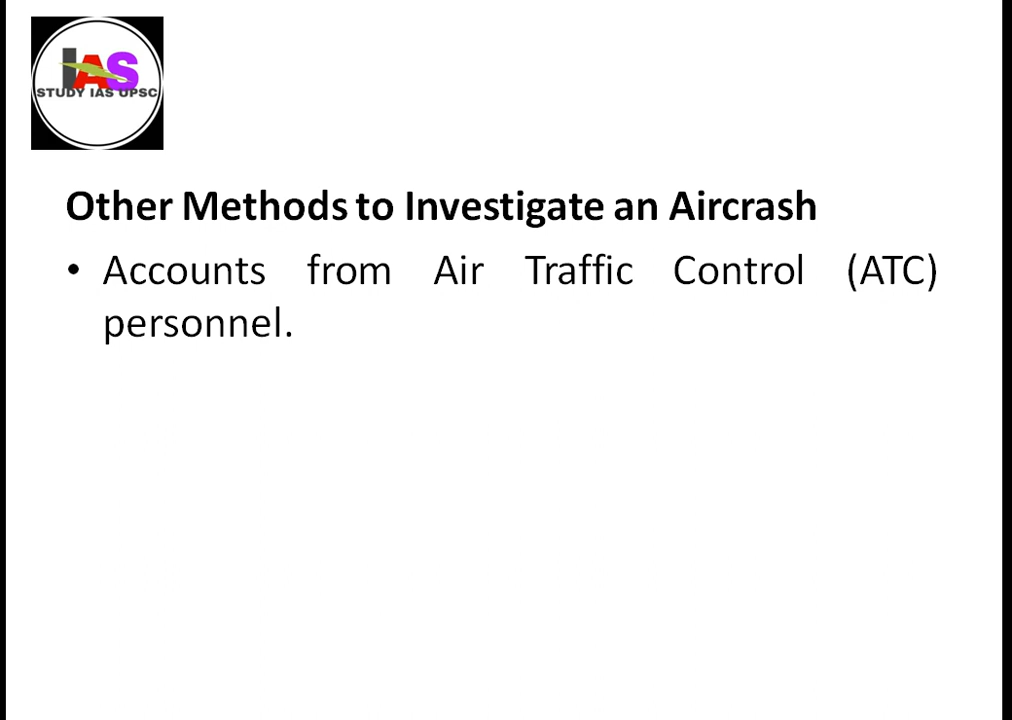 IAS
STUDY IAS UPSC
Other Methods to Investigate an Aircrash
• Accounts from Air Traffic Control (ATC)
personnel.